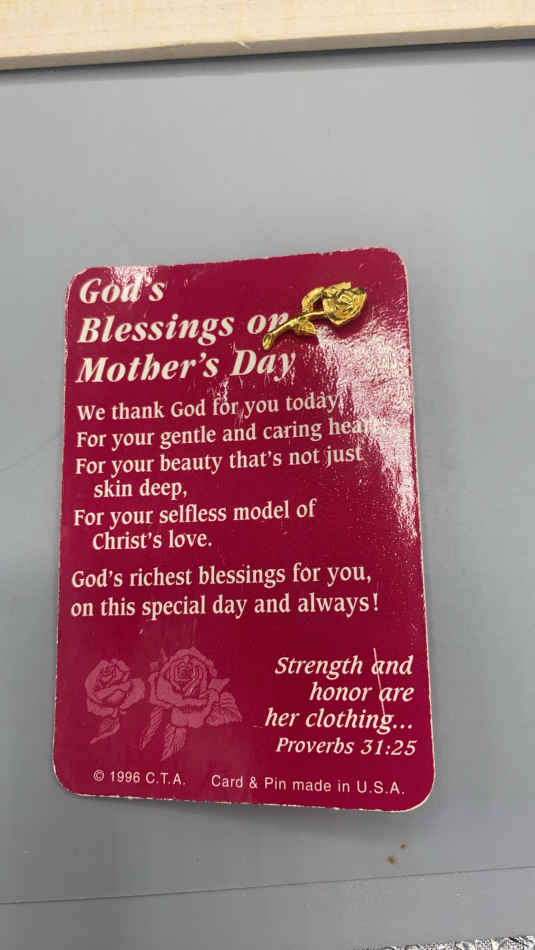 God's
Blessings on
Mother's Day
We thank God for you today,
For your gentle and caring heart,
For your beauty that's not just
skin deep,
For your selfless model of
Christ's love.
God's richest blessings for you,
on this special day and always!
Strength and
honor are
her clothing...
Proverbs 31:25
© 1996 C.T.A. Card & Pin made in U.S.A.